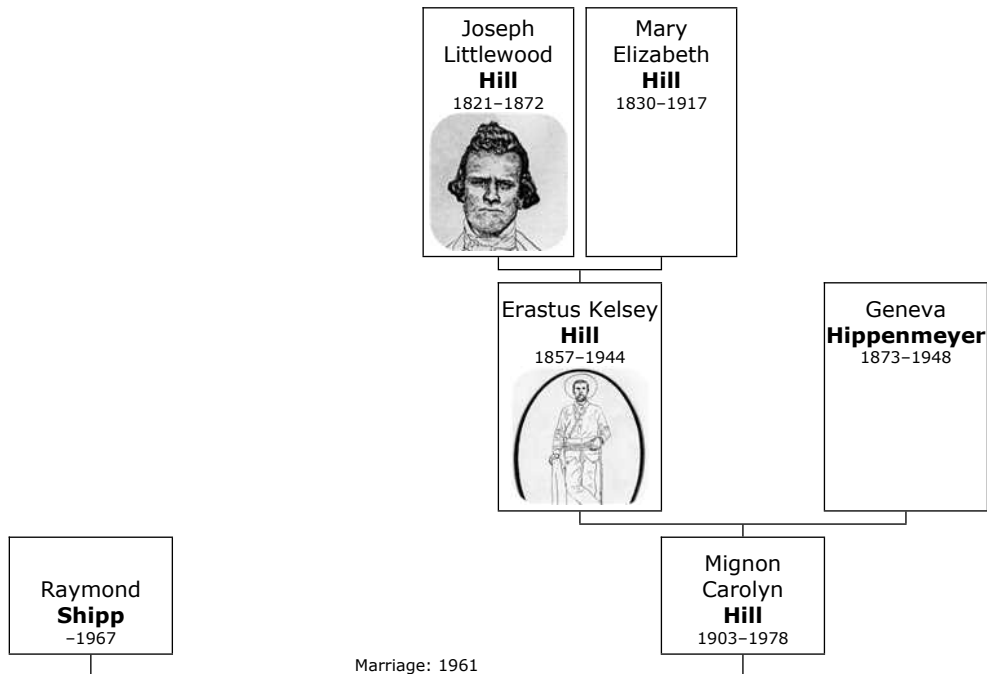 Joseph
Littlewood
Hill
1821–1872
Mary
Elizabeth
Hill
1830–1917
Erastus Kelsey
Hill
1857–1944
Geneva
Hippenmeyer
1873–1948
Raymond
Shipp
–1967
Mignon
Carolyn
Hill
1903–1978
Marriage: 1961